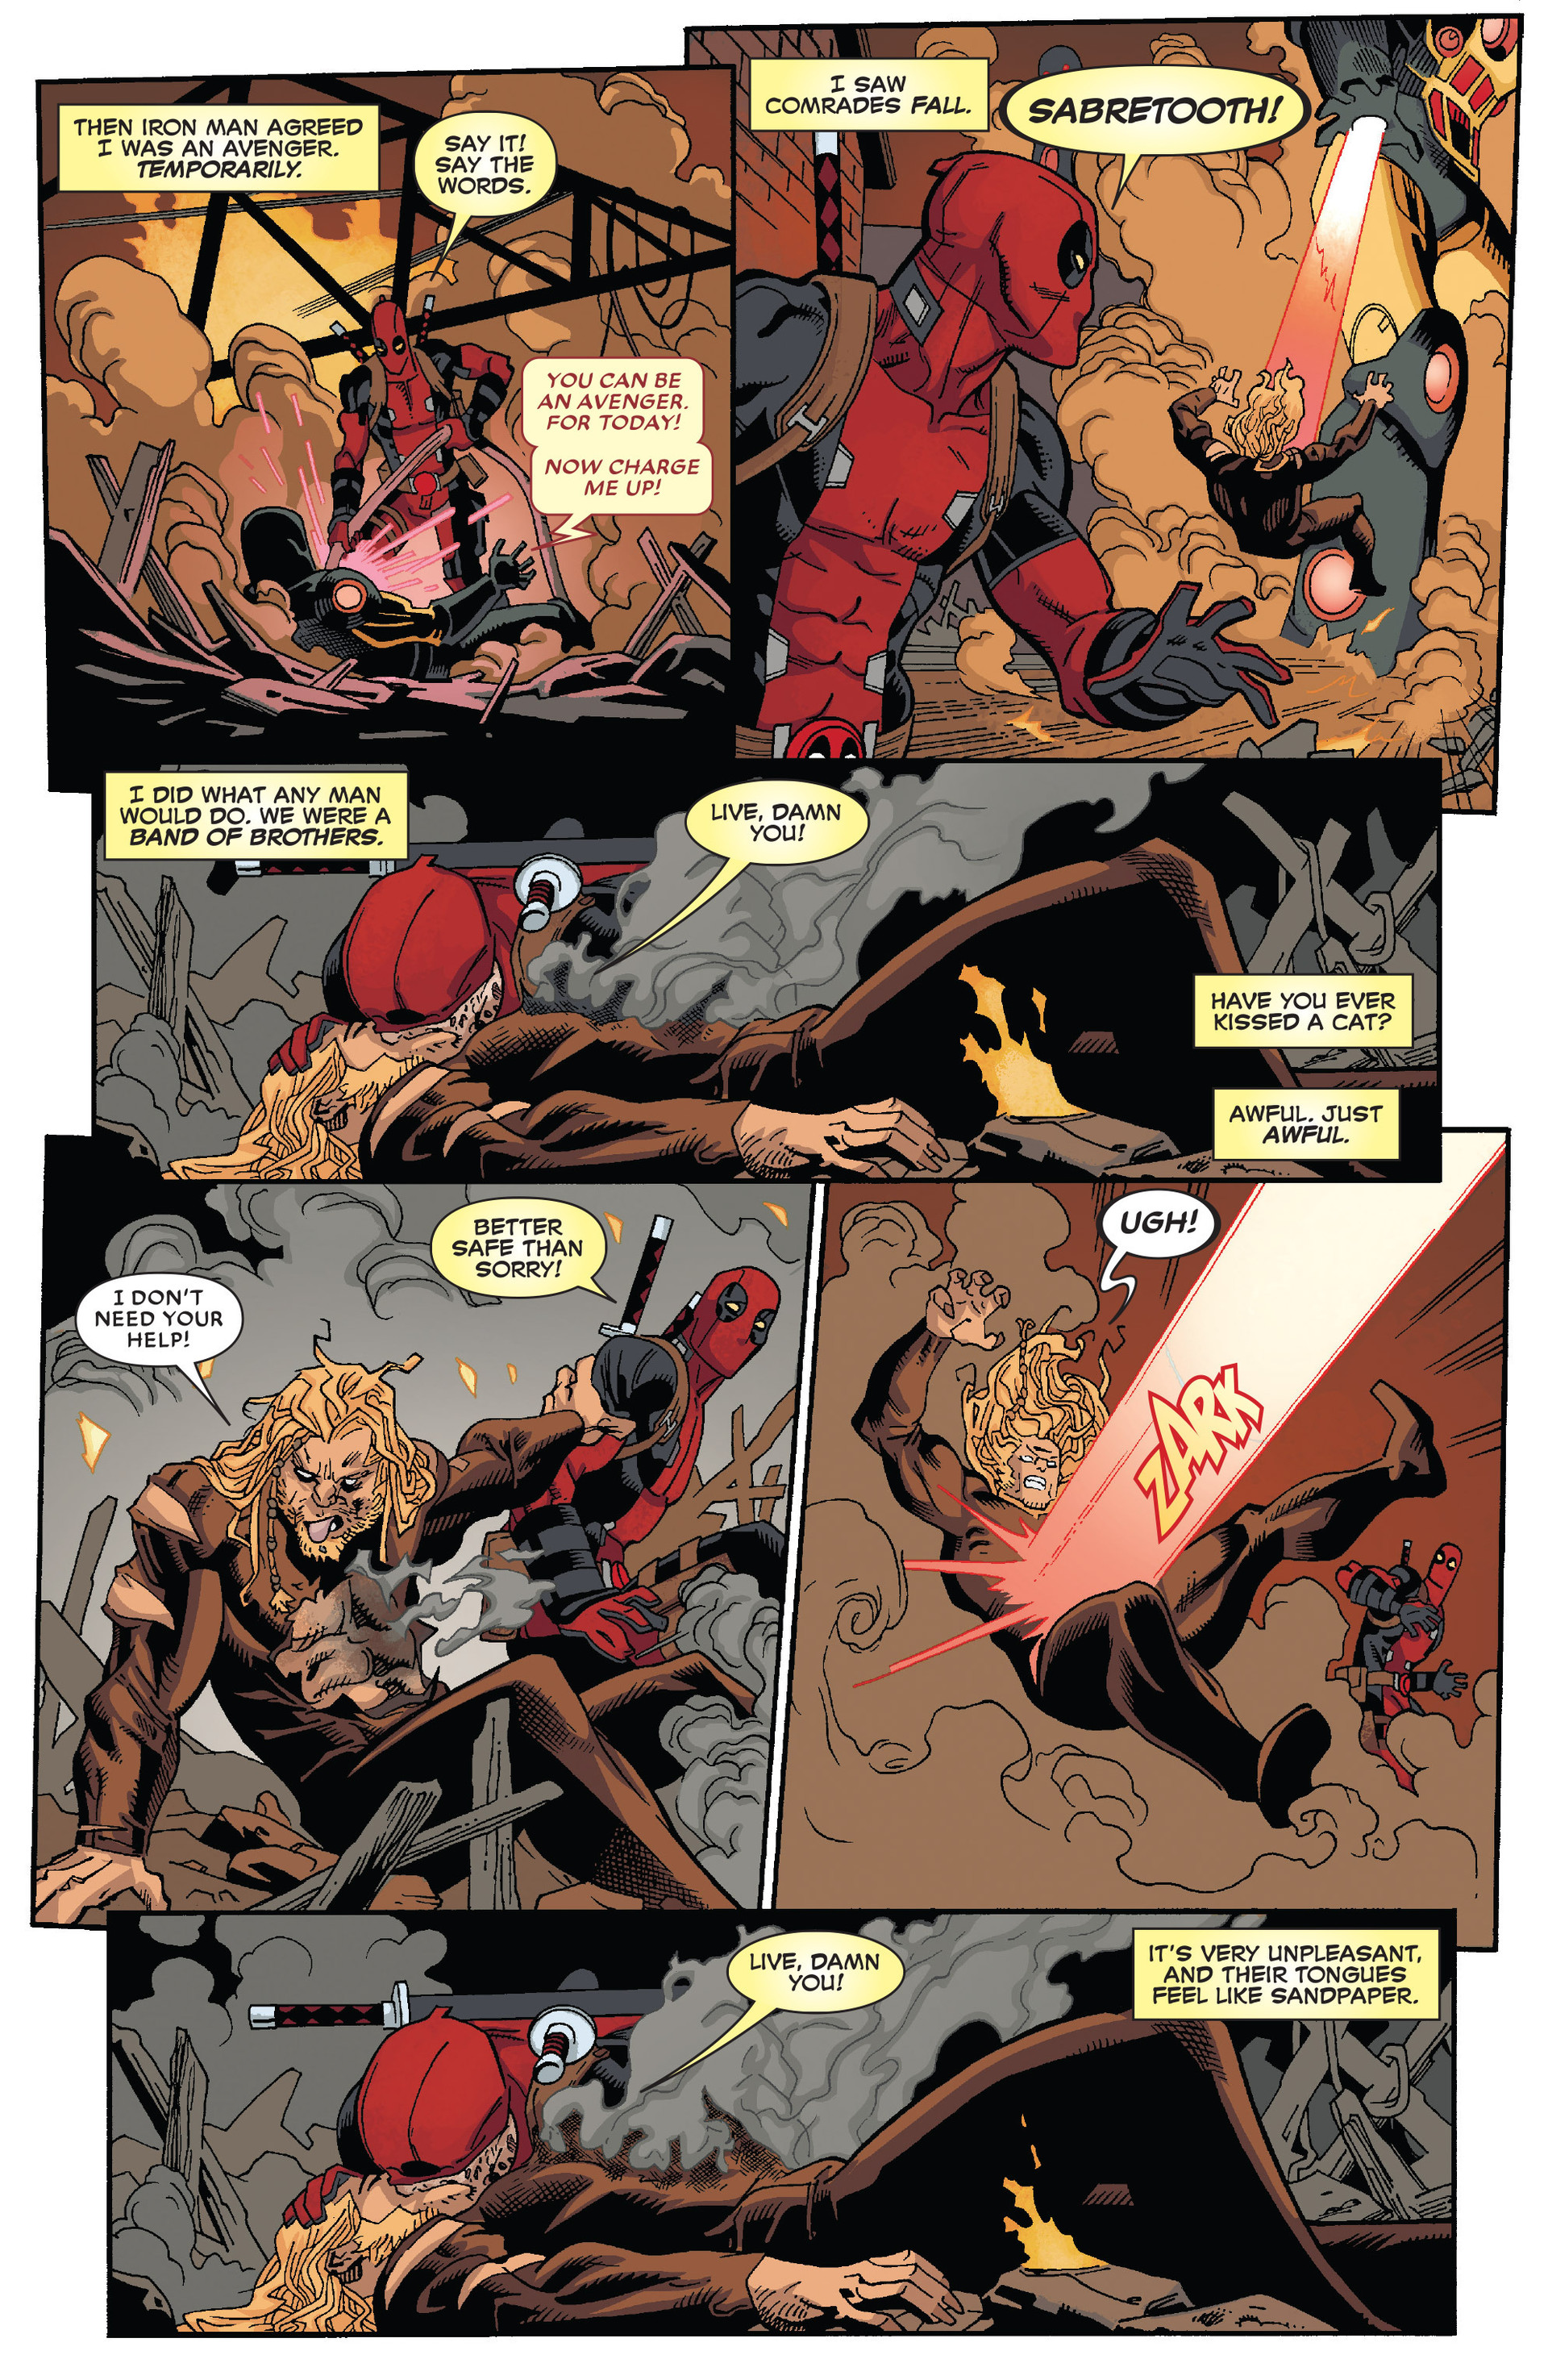 THEN IRON MAN AGREED
I WAS AN AVENGER.
TEMPORARILY.
SAY IT!
SAY THE
WORDS.
YOU CAN BE
AN AVENGER.
FOR TODAY!
NOW CHARGE
ME UP!
I SAW
COMRADES FALL.
SABRETOOTH!
I DID WHAT ANY MAN
WOULD DO. WE WERE A
BAND OF BROTHERS.
LIVE, DAMN
YOU!
HAVE YOU EVER
KISSED A CAT?
AWFUL. JUST
AWFUL.
I DON'T
NEED YOUR
HELP!
BETTER
SAFE THAN
SORRY!
UGH!
ZARK
LIVE, DAMN
YOU!
IT'S VERY UNPLEASANT,
AND THEIR TONGUES
FEEL LIKE SANDPAPER.